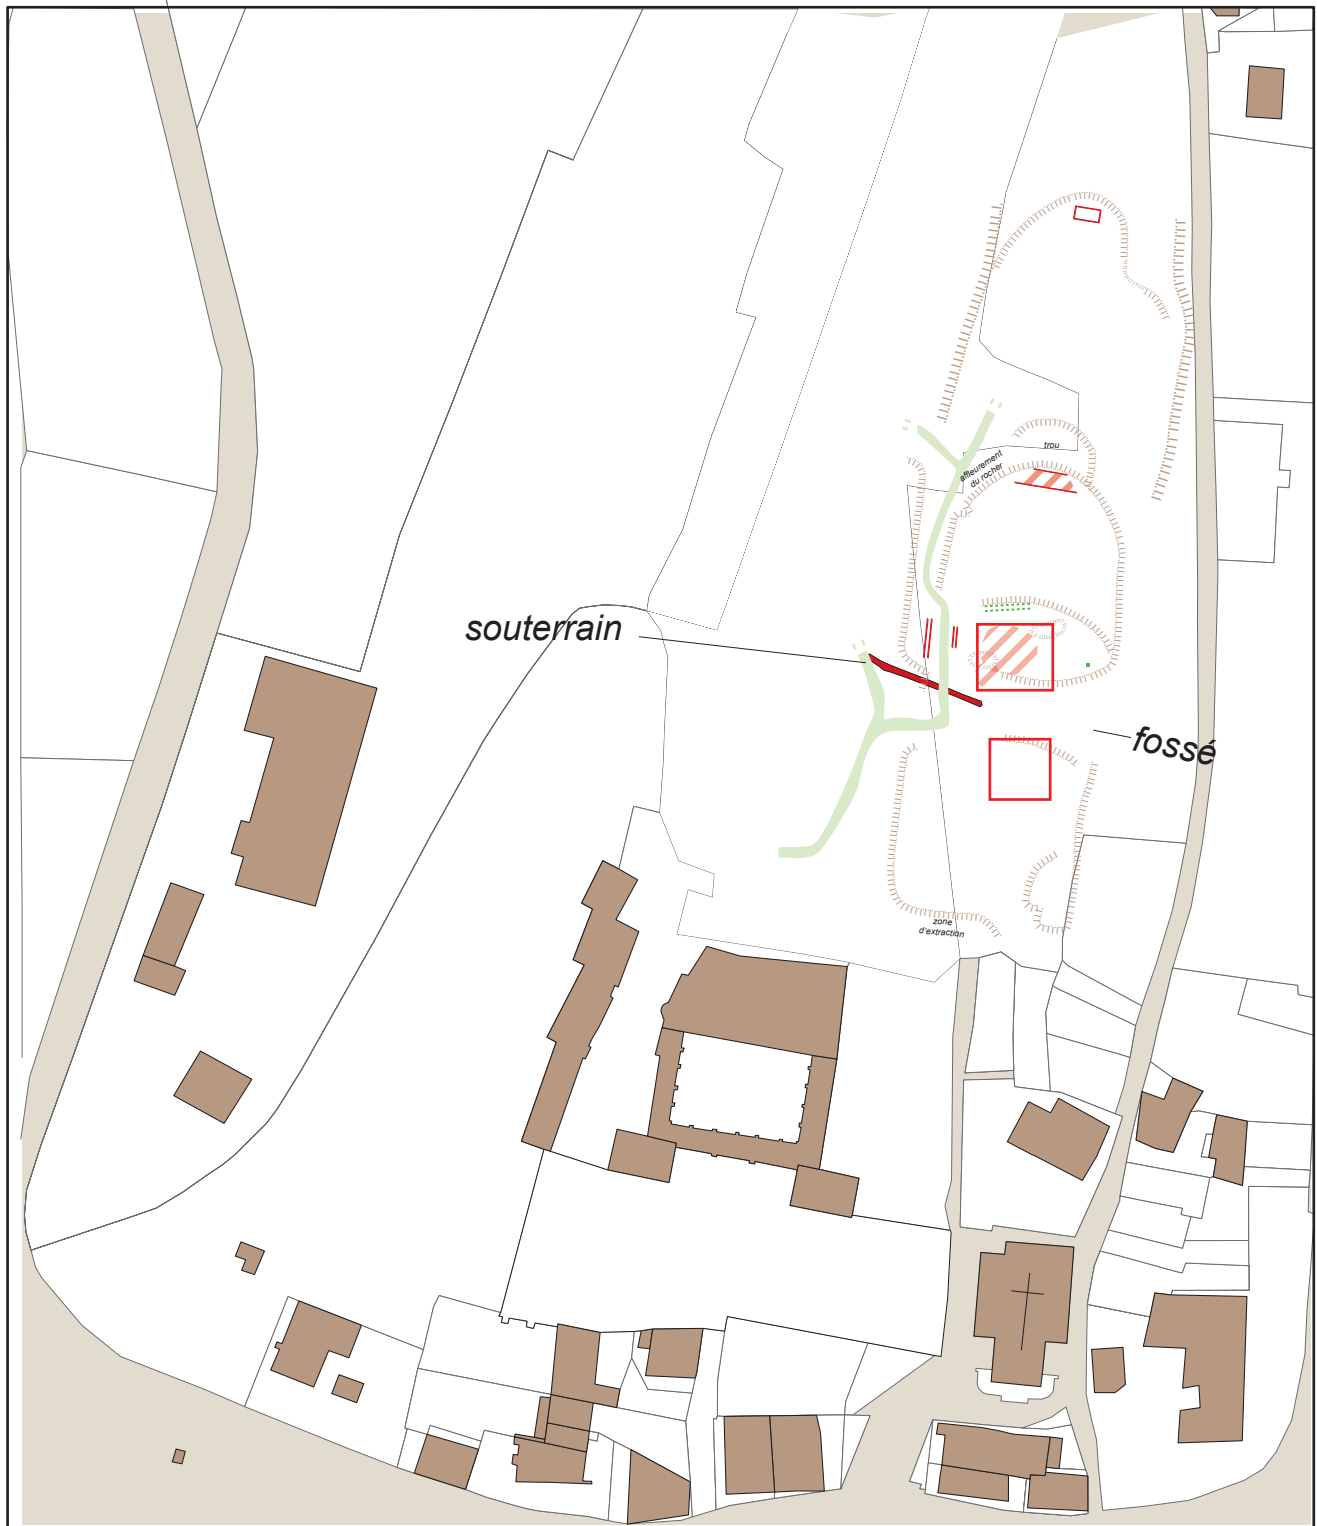 trou
affleurement
du rocher
souterrain
fossé
zone
d'extraction